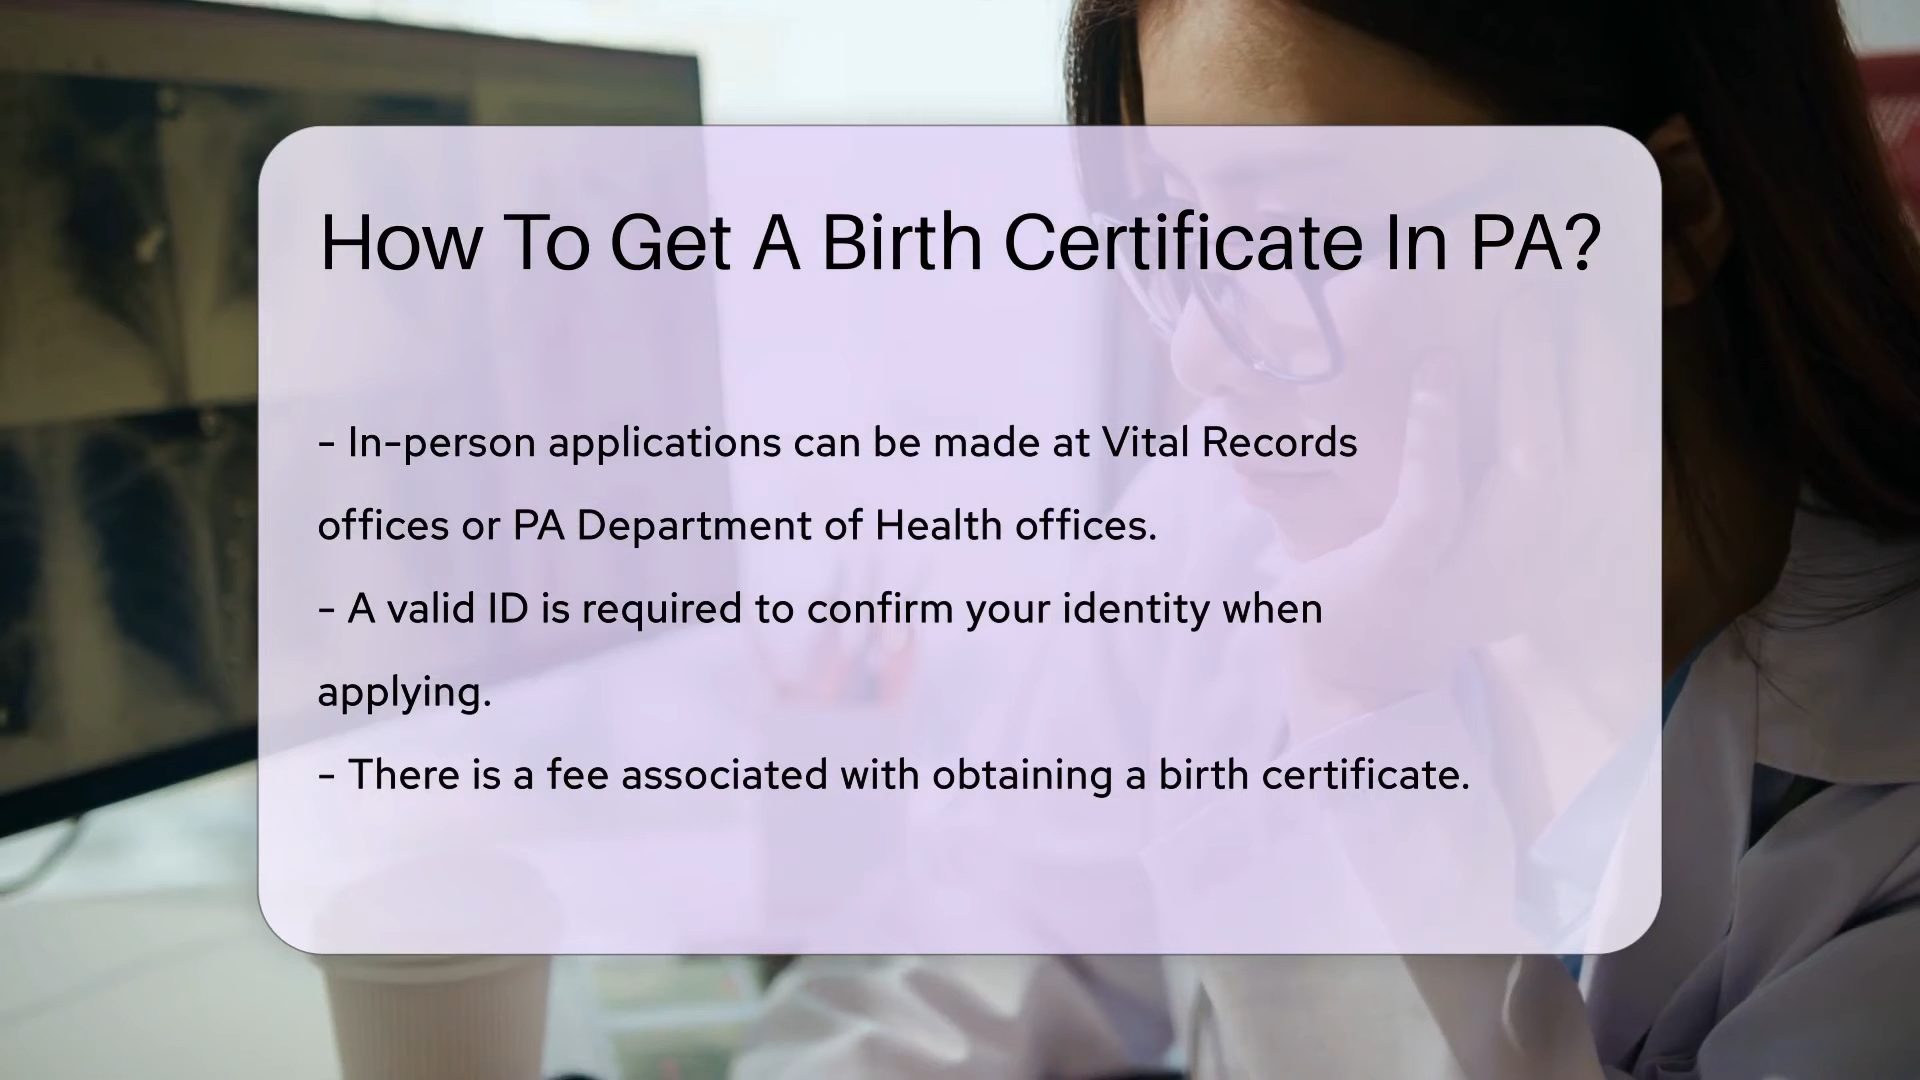 How To Get A Birth Certificate In PA?
- In-person applications can be made at Vital Records
offices or PA Department of Health offices.
- A valid ID is required to confirm your identity when
applying.
- There is a fee associated with obtaining a birth certificate.